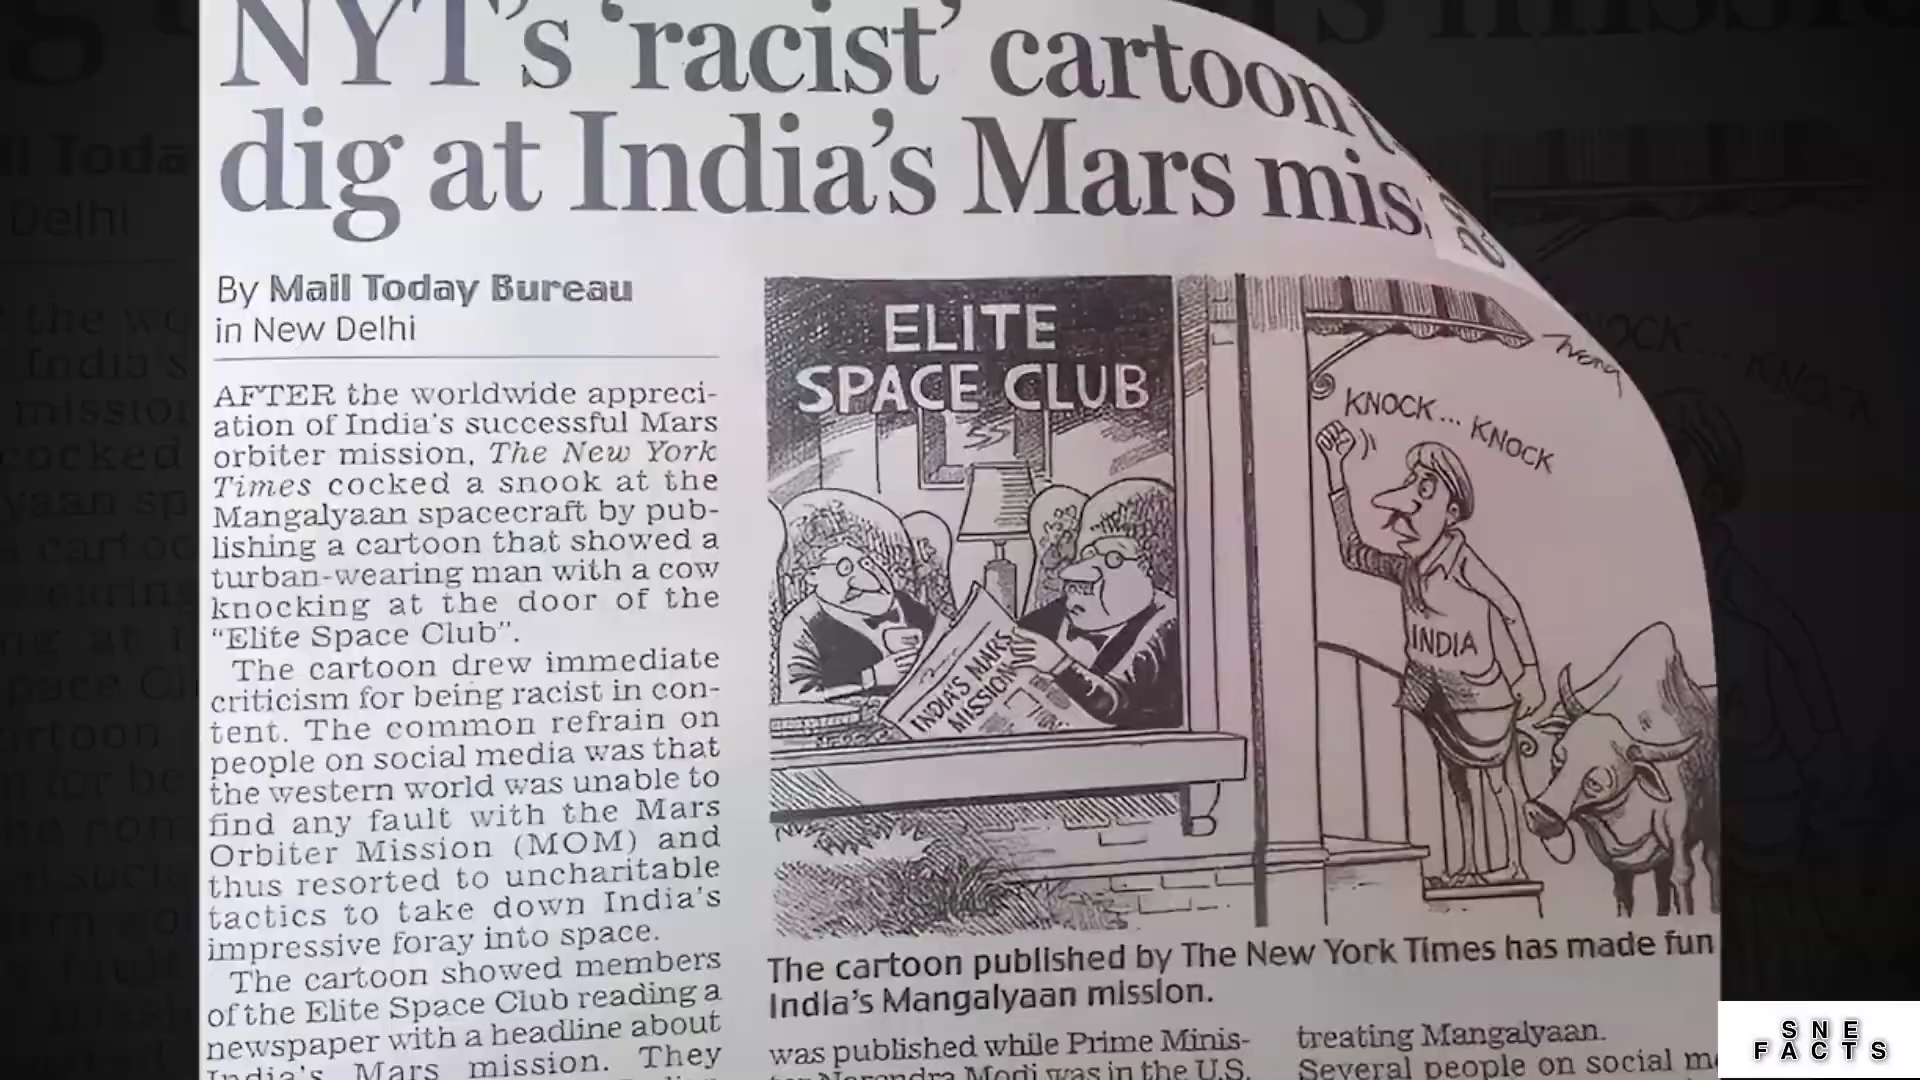 NYT's 'racist' cartoon
dig at India's Mars
By Mail Today Bureau
in New Delhi
AFTER the worldwide appreci-
ation of India's successful Mars
orbiter mission, The New York
Times cocked a snook at the
Mangalyaan spacecraft by pub-
lishing a cartoon that showed a
turban-wearing man with a cow
knocking at the door of the
"Elite Space Club".
The cartoon drew immediate
criticism for being racist in con-
tent. The common refrain on
people on social media was that
the western world was unable to
find any fault with the Mars
Orbiter Mission (MOM) and
thus resorted to uncharitable
tactics to take down India's
impressive foray into space.
The cartoon showed members
of the Elite Space Club reading a
newspaper with a headline about
India's Mars mission. They
ELITE
SPACE CLUB
INDIA'S MARS
MISSION
KNOCK... KNOCK
INDIA
The cartoon published by The New York Times has made fun
India's Mangalyaan mission.
was published while Prime Minis-
ter Narendra Modi was in the U.S.
treating Mangalyaan.
Several people on social
SNE
FACTS